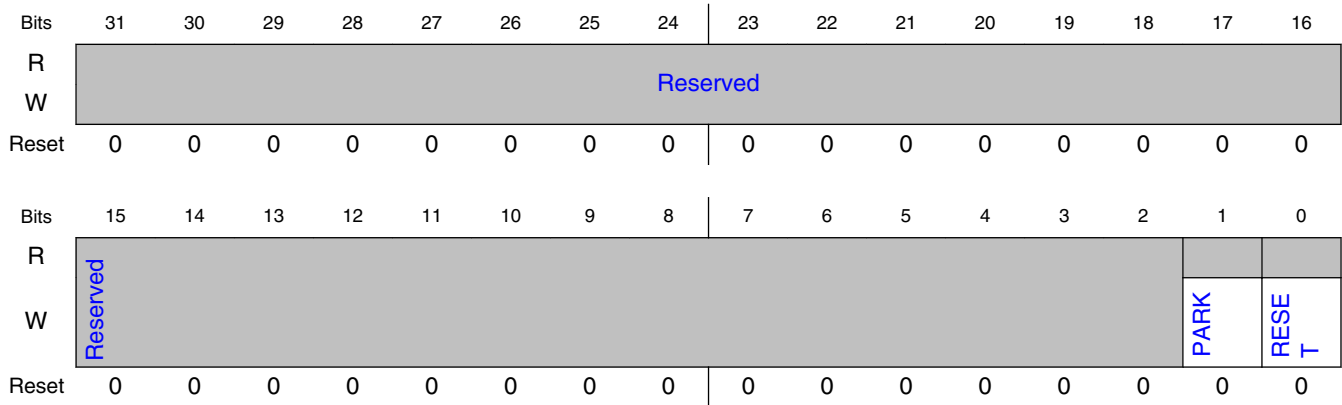 Bits 31 30 29 28 27 26 25 24 23 22 21 20 19 18 17 16
R
Reserved
W
Reset 0 0 0 0 0 0 0 0 0 0 0 0 0 0 0 0
Bits 15 14 13 12 11 10 9 8 7 6 5 4 3 2 1 0
R
W
Reserved
PARK
RESE
T
Reset 0 0 0 0 0 0 0 0 0 0 0 0 0 0 0 0